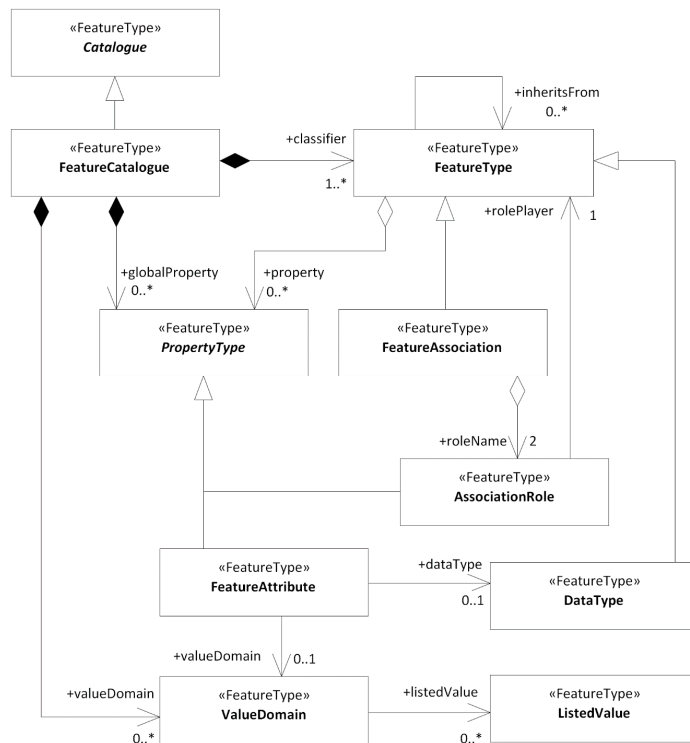 «FeatureType»
Catalogue
+inheritsFrom
0..*
«FeatureType»
FeatureCatalogue
+classifier
1..*
«FeatureType»
FeatureType
+rolePlayer
1
+globalProperty
0..*
+property
0..*
«FeatureType»
PropertyType
«FeatureType»
FeatureAssociation
+roleName
2
«FeatureType»
AssociationRole
«FeatureType»
FeatureAttribute
+dataType
0..1
«FeatureType»
DataType
+valueDomain
0..1
+valueDomain
0..*
«FeatureType»
ValueDomain
+listedValue
0..*
«FeatureType»
ListedValue